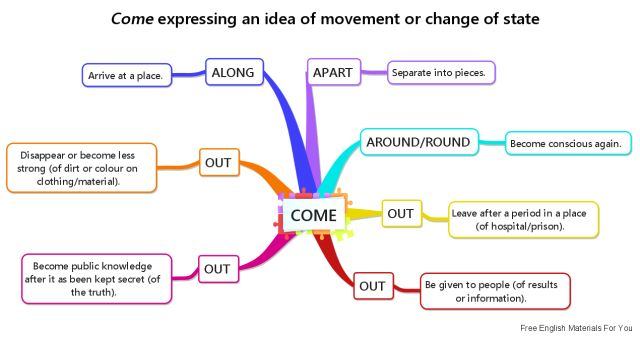 Come expressing an idea of movement or change of state
Arrive at a place.
ALONG
APART
Separate into pieces.
Disappear or become less
strong (of dirt or colour on
clothing/material).
OUT
AROUND/ROUND
Become conscious again.
COME
OUT
Leave after a period in a place
(of hospital/prison).
Become public knowledge
after it as been kept secret (of
the truth).
OUT
OUT
Be given to people (of results
or information).
Free English Materials For You